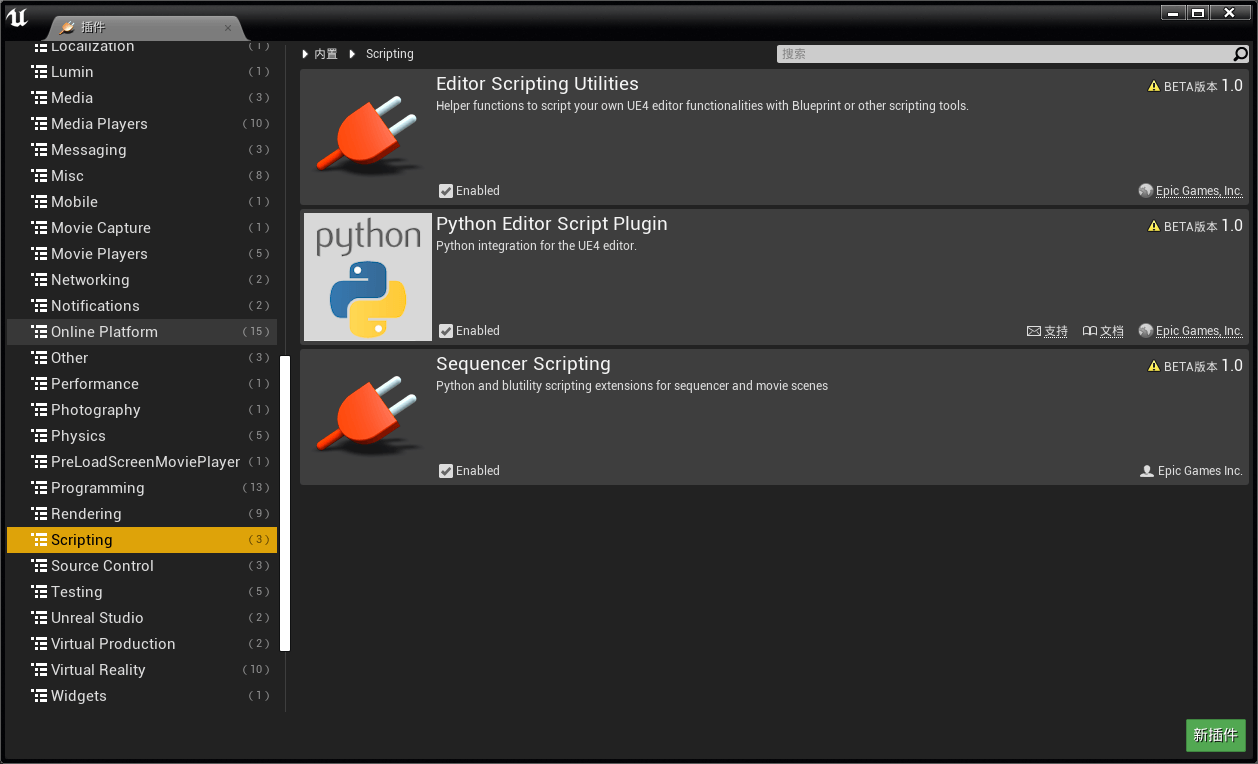 插件
Localization (1)
Lumin (1)
Media (3)
Media Players (10)
Messaging (3)
Misc (8)
Mobile (1)
Movie Capture (1)
Movie Players (5)
Networking (2)
Notifications (2)
Online Platform (15)
Other (3)
Performance (1)
Photography (1)
Physics (5)
PreLoadScreenMoviePlayer (1)
Programming (13)
Rendering (9)
Scripting (3)
Source Control (3)
Testing (5)
Unreal Studio (2)
Virtual Production (2)
Virtual Reality (10)
Widgets (1)
内置 Scripting
搜索
Editor Scripting Utilities
BETA版本 1.0
Helper functions to script your own UE4 editor functionalities with Blueprint or other scripting tools.
Enabled
Epic Games, Inc.
python
Python Editor Script Plugin
BETA版本 1.0
Python integration for the UE4 editor.
Enabled
支持 文档 Epic Games, Inc.
Sequencer Scripting
BETA版本 1.0
Python and blutility scripting extensions for sequencer and movie scenes
Enabled
Epic Games Inc.
新插件